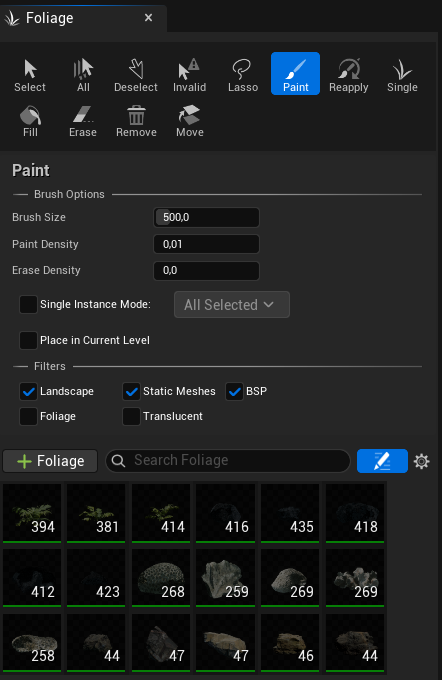 Foliage
Select All Deselect Invalid Lasso Paint Reapply Single
Fill Erase Remove Move
Paint
Brush Options
Brush Size 500,0
Paint Density 0,01
Erase Density 0,0
Single Instance Mode: All Selected
Place in Current Level
Filters
Landscape Static Meshes BSP
Foliage Translucent
+ Foliage Search Foliage
394 381 414 416 435 418
412 423 268 259 269 269
258 44 47 47 46 44